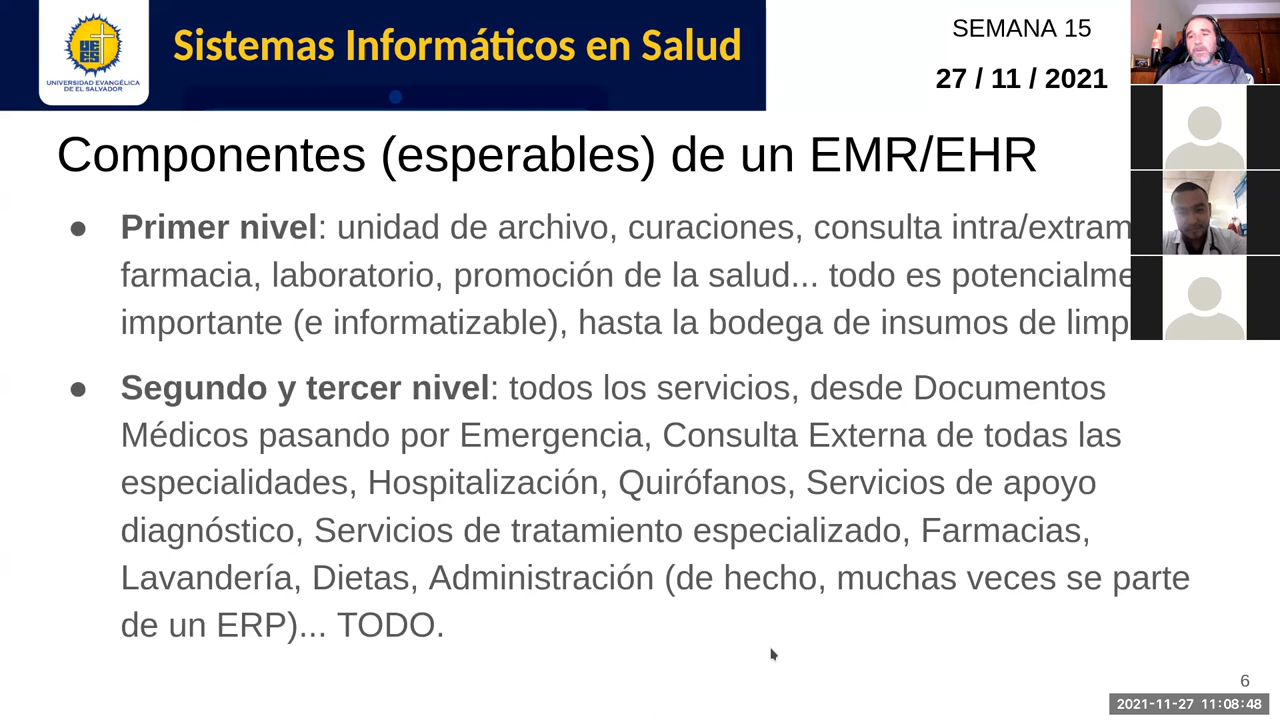 UNIVERSIDAD EVANGÉLICA
DE EL SALVADOR
Sistemas Informáticos en Salud
SEMANA 15
27 / 11 / 2021
Componentes (esperables) de un EMR/EHR
● Primer nivel: unidad de archivo, curaciones, consulta intra/extram
farmacia, laboratorio, promoción de la salud... todo es potencialme
importante (e informatizable), hasta la bodega de insumos de limp
● Segundo y tercer nivel: todos los servicios, desde Documentos
Médicos pasando por Emergencia, Consulta Externa de todas las
especialidades, Hospitalización, Quirófanos, Servicios de apoyo
diagnóstico, Servicios de tratamiento especializado, Farmacias,
Lavandería, Dietas, Administración (de hecho, muchas veces se parte
de un ERP)... TODO.
6
2021-11-27 11:08:48